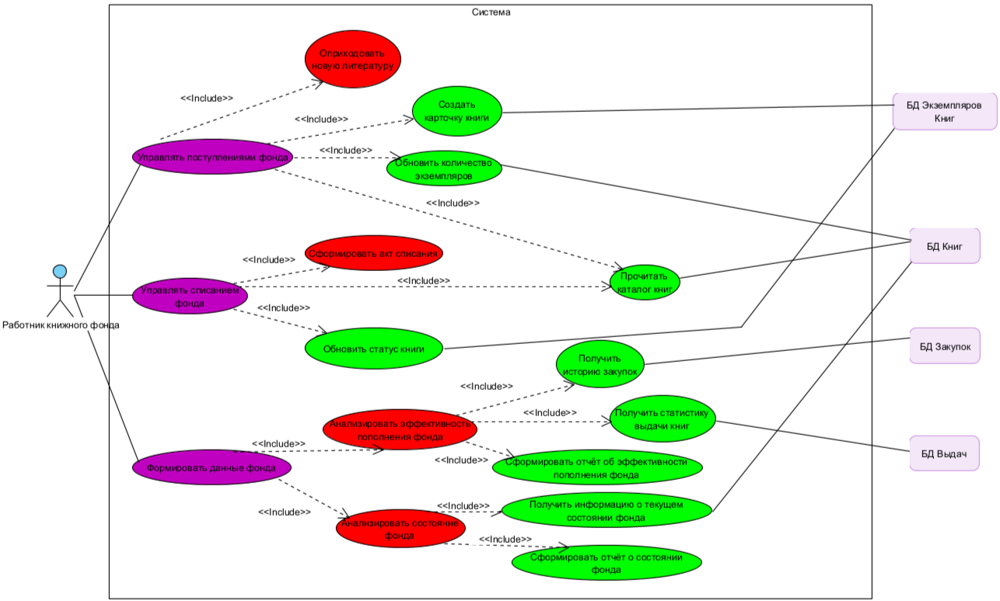 Система
Оприходовать
новую литературу
<<Include>>
Создать
карточку книги
<<Include>>
БД Экземпляров
Книг
Управлять поступлениями фонда
<<Include>>
Обновить количество
экземпляров
<<Include>>
БД Книг
Сформировать акт списания
<<Include>>
<<Include>>
Прочитать
каталог книг
Управлять списанием
фонда
<<Include>>
Работник книжного фонда
Обновить статус книги
БД Закупок
Получить
историю закупок
<<Include>>
<<Include>>
Получить статистику
выдачи книг
Анализировать эффективность
пополнения фонда
<<Include>>
БД Выдач
<<Include>>
Формировать данные фонда
Сформировать отчёт об эффективности
пополнения фонда
<<Include>>
<<Include>>
Получить информацию о текущем
состоянии фонда
Анализировать состояние
фонда
<<Include>>
Сформировать отчёт о состоянии
фонда